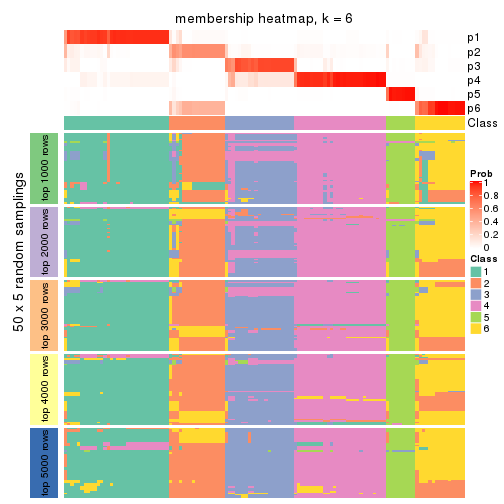 membership heatmap, k = 6
p1
p2
p3
p4
p5
p6
Class
50 x 5 random samplings
top 1000 rows
top 2000 rows
top 3000 rows
top 4000 rows
top 5000 rows
Prob
1
0.8
0.6
0.4
0.2
0
Class
1
2
3
4
5
6